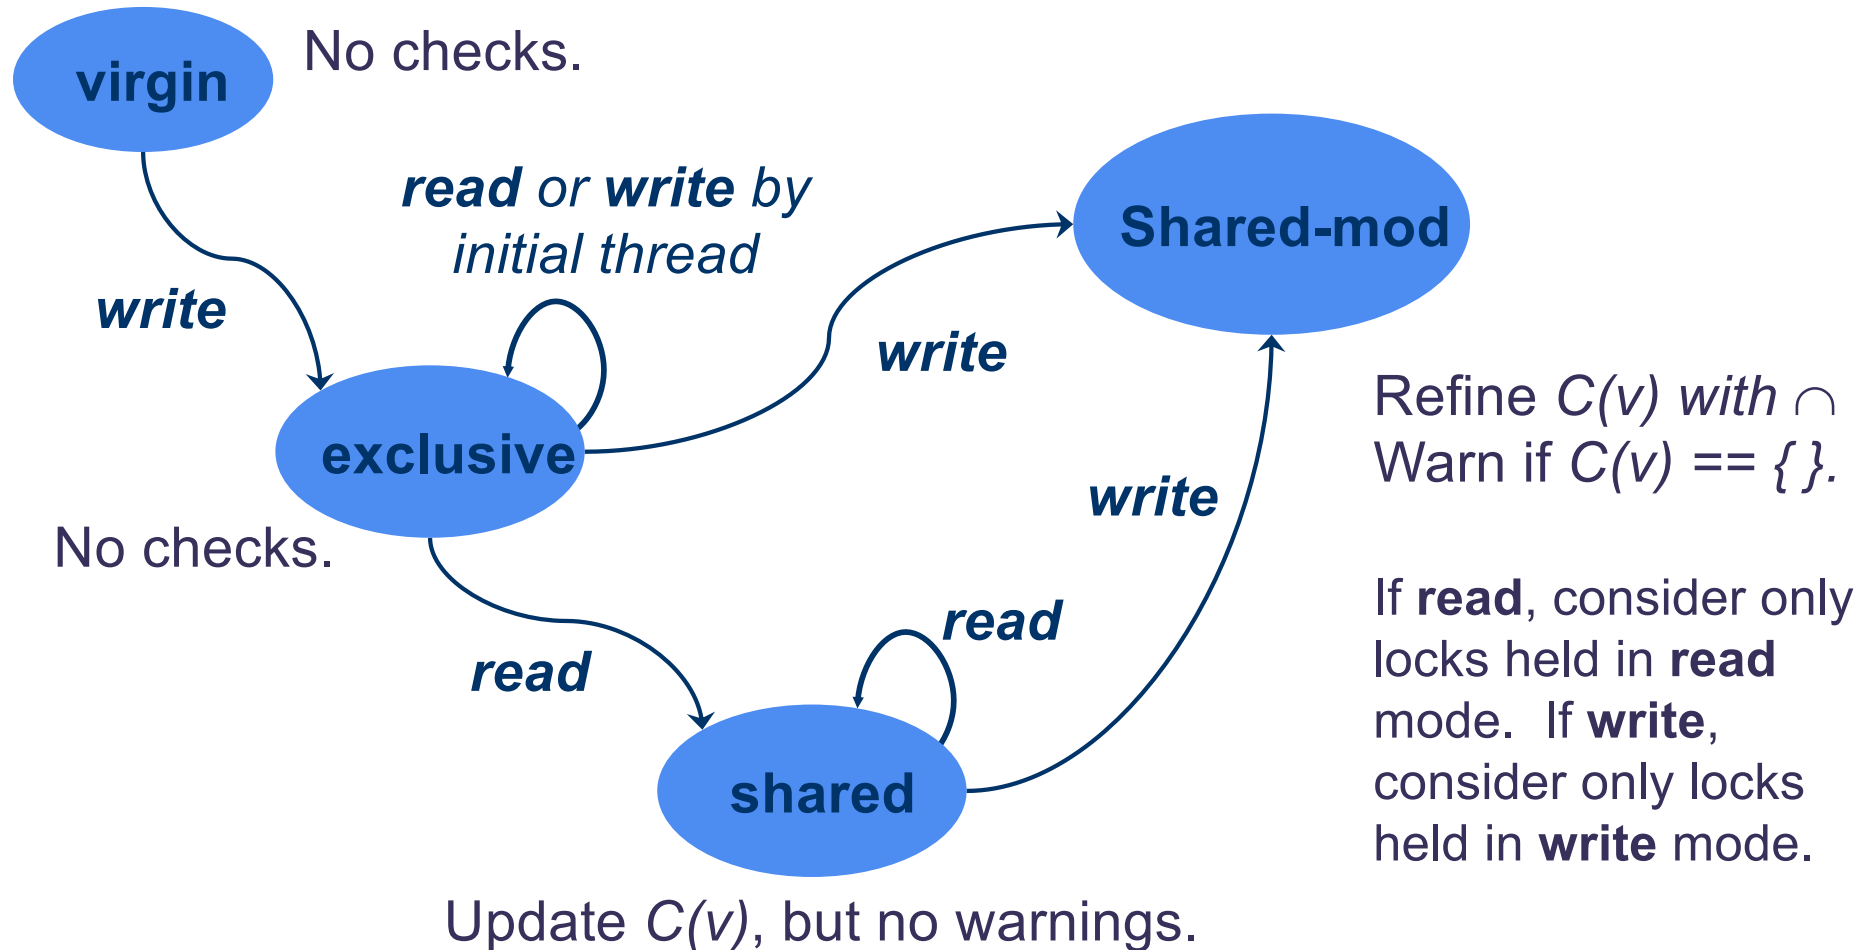 virgin
No checks.
read or write by
initial thread
Shared-mod
write
write
exclusive
Refine C(v) with ∩
Warn if C(v) == { }.
write
No checks.
read
read
If read, consider only
locks held in read
mode. If write,
consider only locks
held in write mode.
shared
Update C(v), but no warnings.